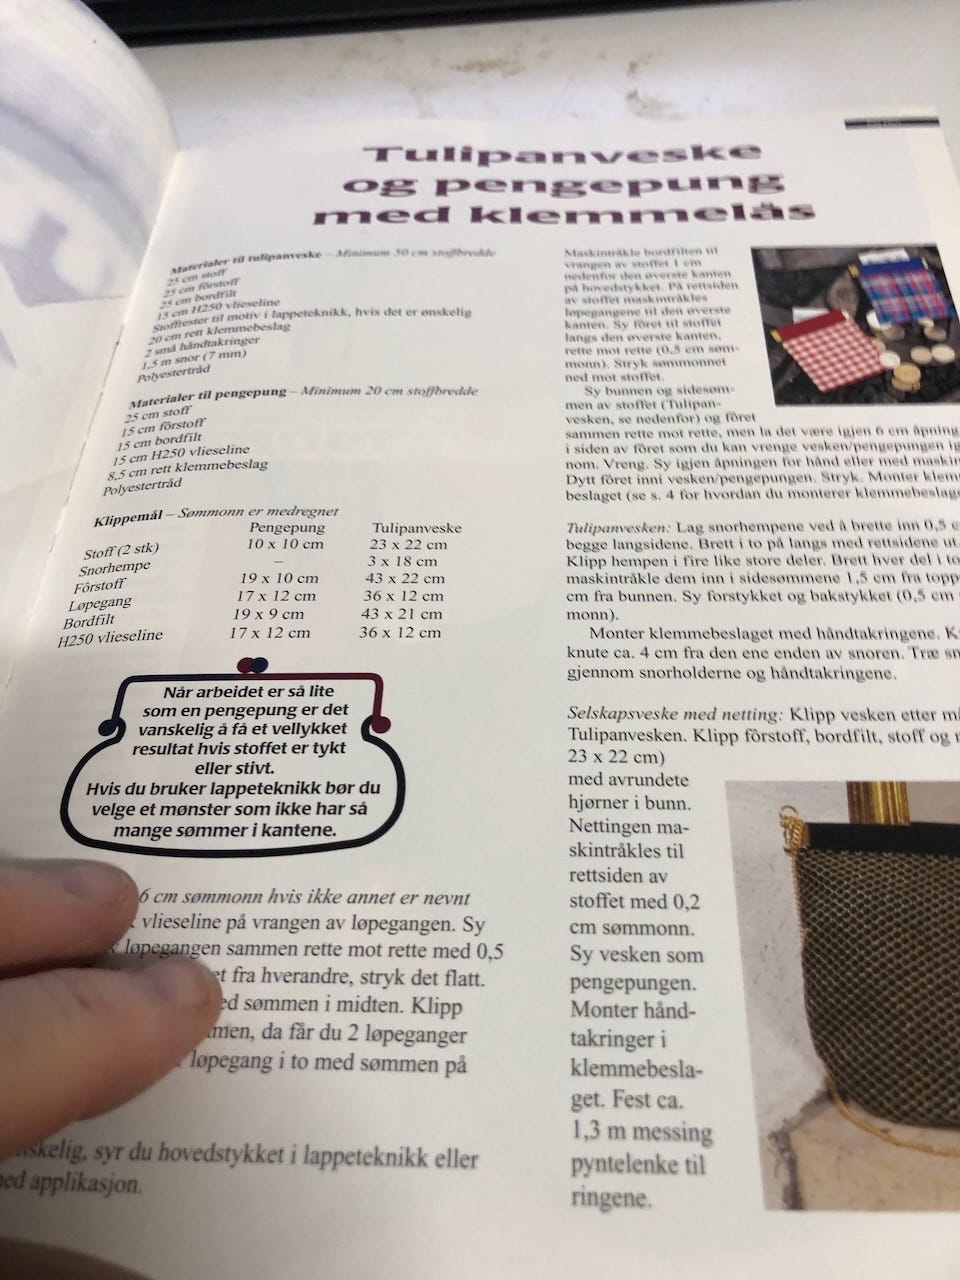 Tulipanveske
og pengepung
med klemmelås
Materialer til tulipanveske – Minimum 50 cm stoffbredde
25 cm stoff
25 cm fôrstoff
25 cm bordfilt
15 cm H250 vlieseline
Stoffrester til motiv i lappeteknikk, hvis det er ønskelig
20 cm rett klemmebeslag
2 små håndtakringer
1,5 m snor (7 mm)
Polyestertråd
Materialer til pengepung – Minimum 20 cm stoffbredde
25 cm stoff
15 cm fôrstoff
15 cm bordfilt
15 cm H250 vlieseline
8,5 cm rett klemmebeslag
Polyestertråd
Klippemål – Sømmonn er medregnet
Pengepung Tulipanveske
Stoff (2 stk) 10 x 10 cm 23 x 22 cm
Snorhempe – 3 x 18 cm
Fôrstoff 19 x 10 cm 43 x 22 cm
Løpegang 17 x 12 cm 36 x 12 cm
Bordfilt 19 x 9 cm 43 x 21 cm
H250 vlieseline 17 x 12 cm 36 x 12 cm
Når arbeidet er så lite
som en pengepung er det
vanskelig å få et vellykket
resultat hvis stoffet er tykt
eller stivt.
Hvis du bruker lappeteknikk bør du
velge et mønster som ikke har så
mange sømmer i kantene.
6 cm sømmonn hvis ikke annet er nevnt
vlieseline på vrangen av løpegangen. Sy
løpegangen sammen rette mot rette med 0,5
et fra hverandre, stryk det flatt.
ed sømmen i midten. Klipp
men, da får du 2 løpeganger
løpegang i to med sømmen på
nskelig, syr du hovedstykket i lappeteknikk eller
ed applikasjon.
Maskintråkle bordfilten til
vrangen av stoffet 1 cm
nedenfor den øverste kanten
på hovedstykket. På rettsiden
av stoffet maskintråkles
løpegangene til den øverste
kanten. Sy fôret til stoffet
langs den øverste kanten,
rette mot rette (0,5 cm søm-
monn). Stryk sømmonnet
ned mot stoffet.
Sy bunnen og sidesøm-
men av stoffet (Tulipan-
vesken, se nedenfor) og fôret
sammen rette mot rette, men la det være igjen 6 cm åpning
i siden av fôret som du kan vrenge vesken/pengepungen ig
nom. Vreng. Sy igjen åpningen for hånd eller med maskin
Dytt fôret inni vesken/pengepungen. Stryk. Monter klem
beslaget (se s. 4 for hvordan du monterer klemmebeslage
Tulipanvesken: Lag snorhempene ved å brette inn 0,5 c
begge langsidene. Brett i to på langs med rettsidene ut.
Klipp hempen i fire like store deler. Brett hver del i to
maskintråkle dem inn i sidesømmene 1,5 cm fra topp
cm fra bunnen. Sy forstykket og bakstykket (0,5 cm
monn).
Monter klemmebeslaget med håndtakringene. K
knute ca. 4 cm fra den ene enden av snoren. Træ sn
gjennom snorholderne og håndtakringene.
Selskapsveske med netting: Klipp vesken etter må
Tulipanvesken. Klipp fôrstoff, bordfilt, stoff og n
23 x 22 cm)
med avrundete
hjørner i bunn.
Nettingen ma-
skintråkles til
rettsiden av
stoffet med 0,2
cm sømmonn.
Sy vesken som
pengepungen.
Monter hånd-
takringer i
klemmebesla-
get. Fest ca.
1,3 m messing
pyntelenke til
ringene.